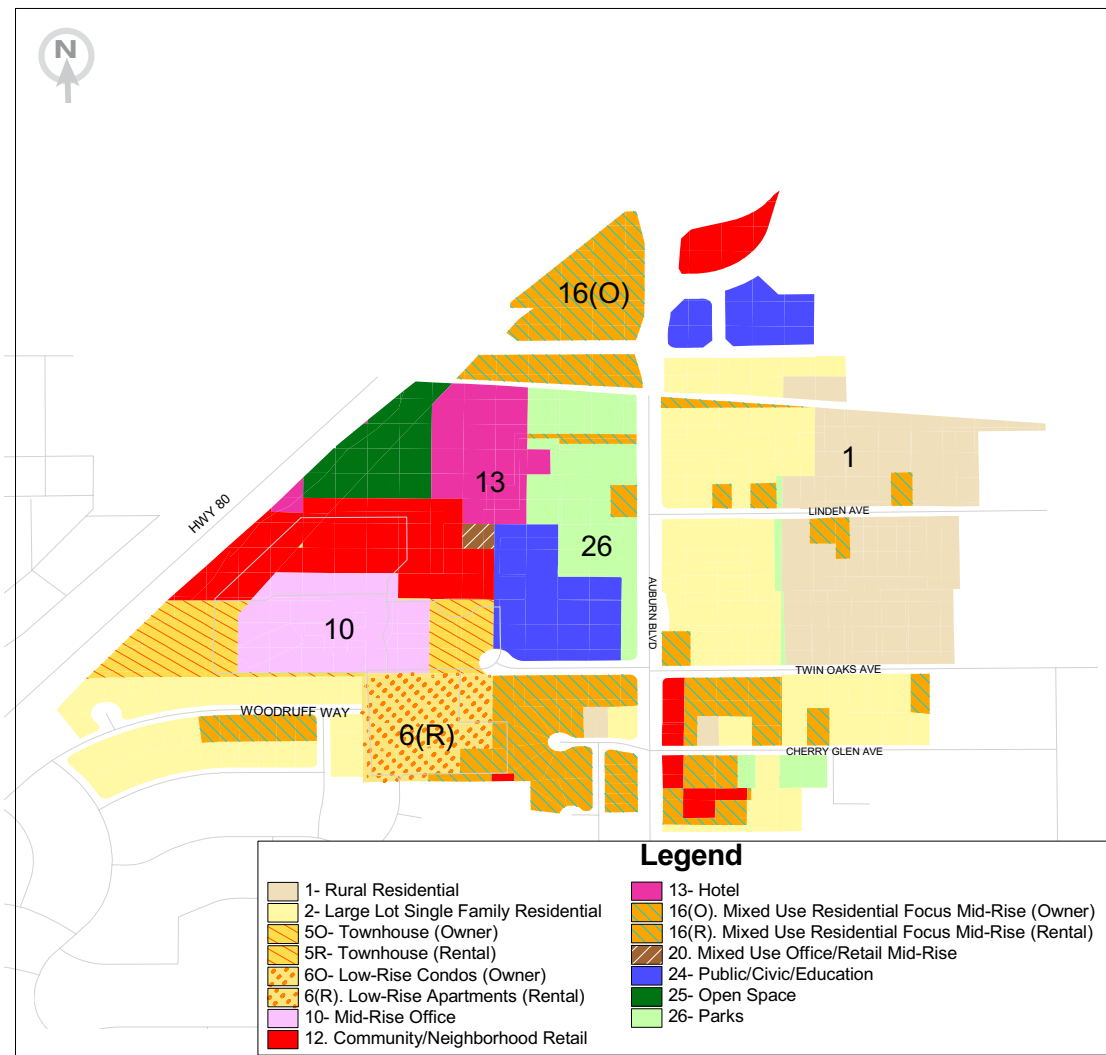 N
16(O)
1
13
LINDEN AVE
HWY 80
26
AUBURN BLVD
10
TWIN OAKS AVE
WOODRUFF WAY
6(R)
CHERRY GLEN AVE
Legend
1- Rural Residential
2- Large Lot Single Family Residential
5O- Townhouse (Owner)
5R- Townhouse (Rental)
6O- Low-Rise Condos (Owner)
6(R). Low-Rise Apartments (Rental)
10- Mid-Rise Office
12. Community/Neighborhood Retail
13- Hotel
16(O). Mixed Use Residential Focus Mid-Rise (Owner)
16(R). Mixed Use Residential Focus Mid-Rise (Rental)
20. Mixed Use Office/Retail Mid-Rise
24- Public/Civic/Education
25- Open Space
26- Parks